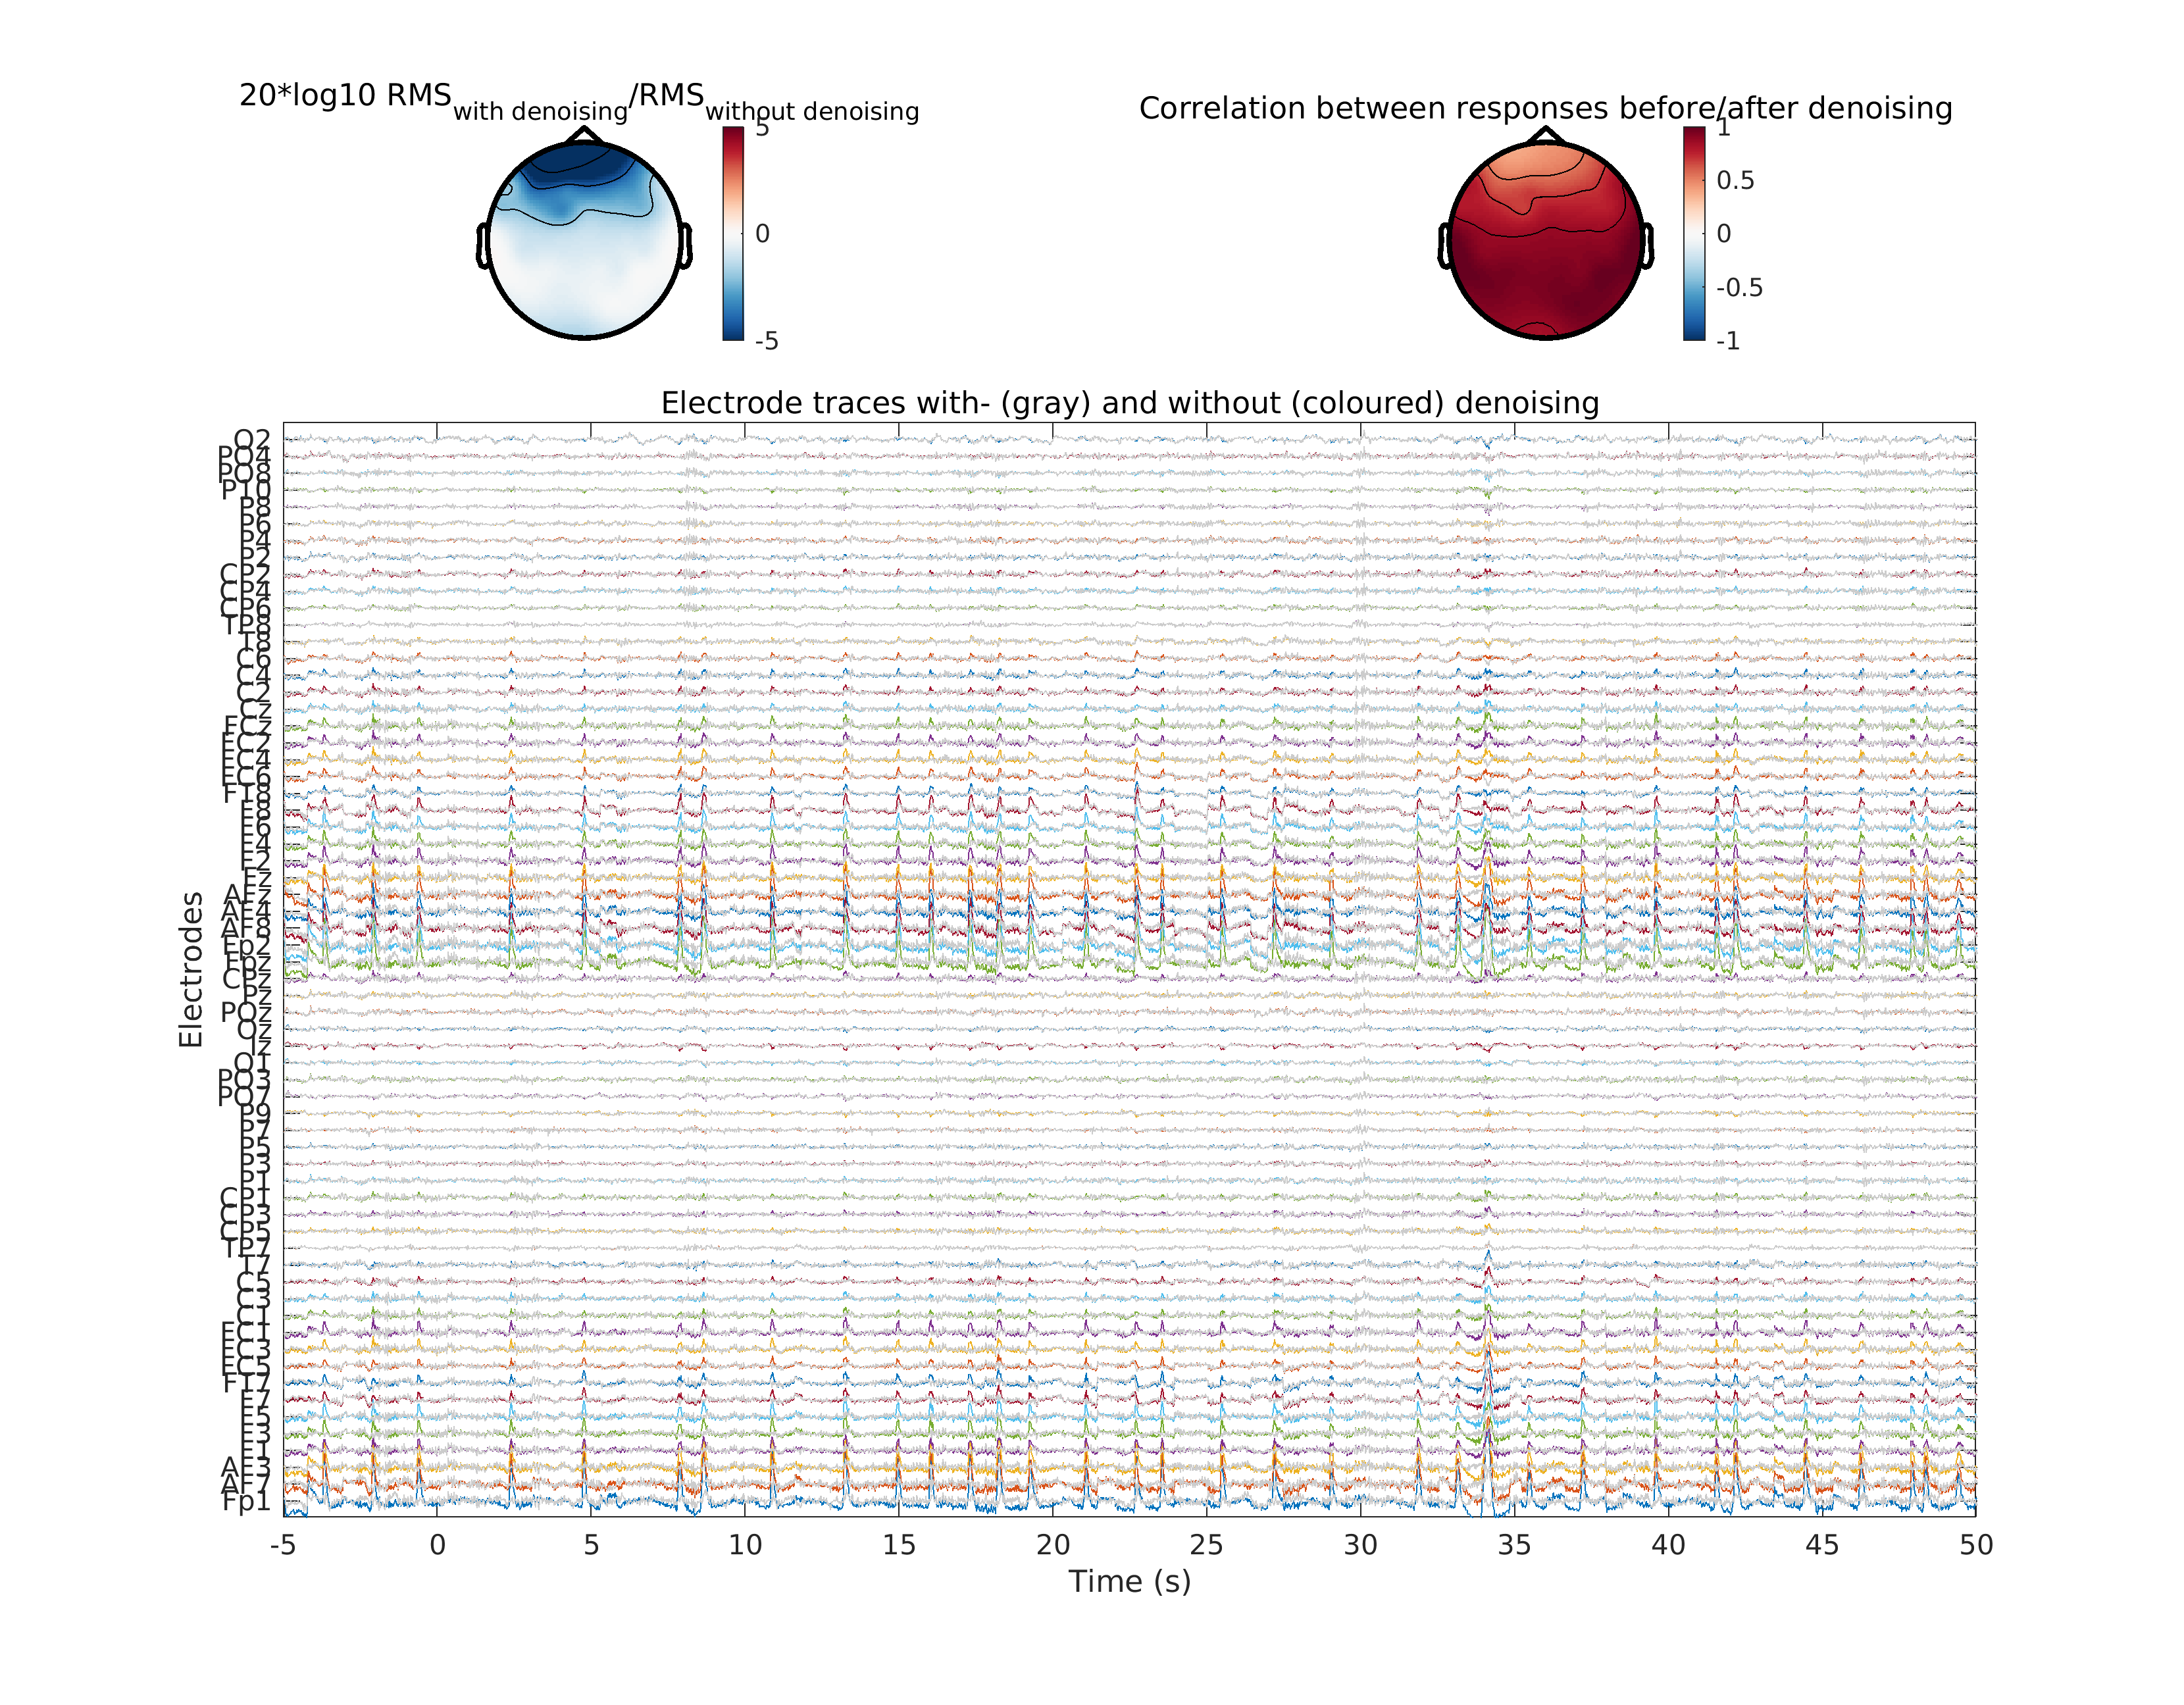 20*log10 RMS with denoising/RMS without denoising
5
0
-5
Correlation between responses before/after denoising
1
0.5
0
-0.5
-1
Electrode traces with- (gray) and without (coloured) denoising
Electrodes
O2
PO4
PO8
P10
P8
P6
P4
P2
CP2
CP4
CP6
TP8
T8
C6
C4
C2
Cz
FCz
FC2
FC4
FC6
FT8
F8
F6
F4
F2
Fz
AFz
AF4
AF8
Fp2
Fpz
CPz
Pz
POz
Oz
Iz
O1
PO3
PO7
P9
P7
P5
P3
P1
CP1
CP3
CP5
TP7
T7
C5
C3
C1
FC1
FC3
FC5
FT7
F7
F5
F3
F1
AF3
AF7
Fp1
-5 0 5 10 15 20 25 30 35 40 45 50
Time (s)